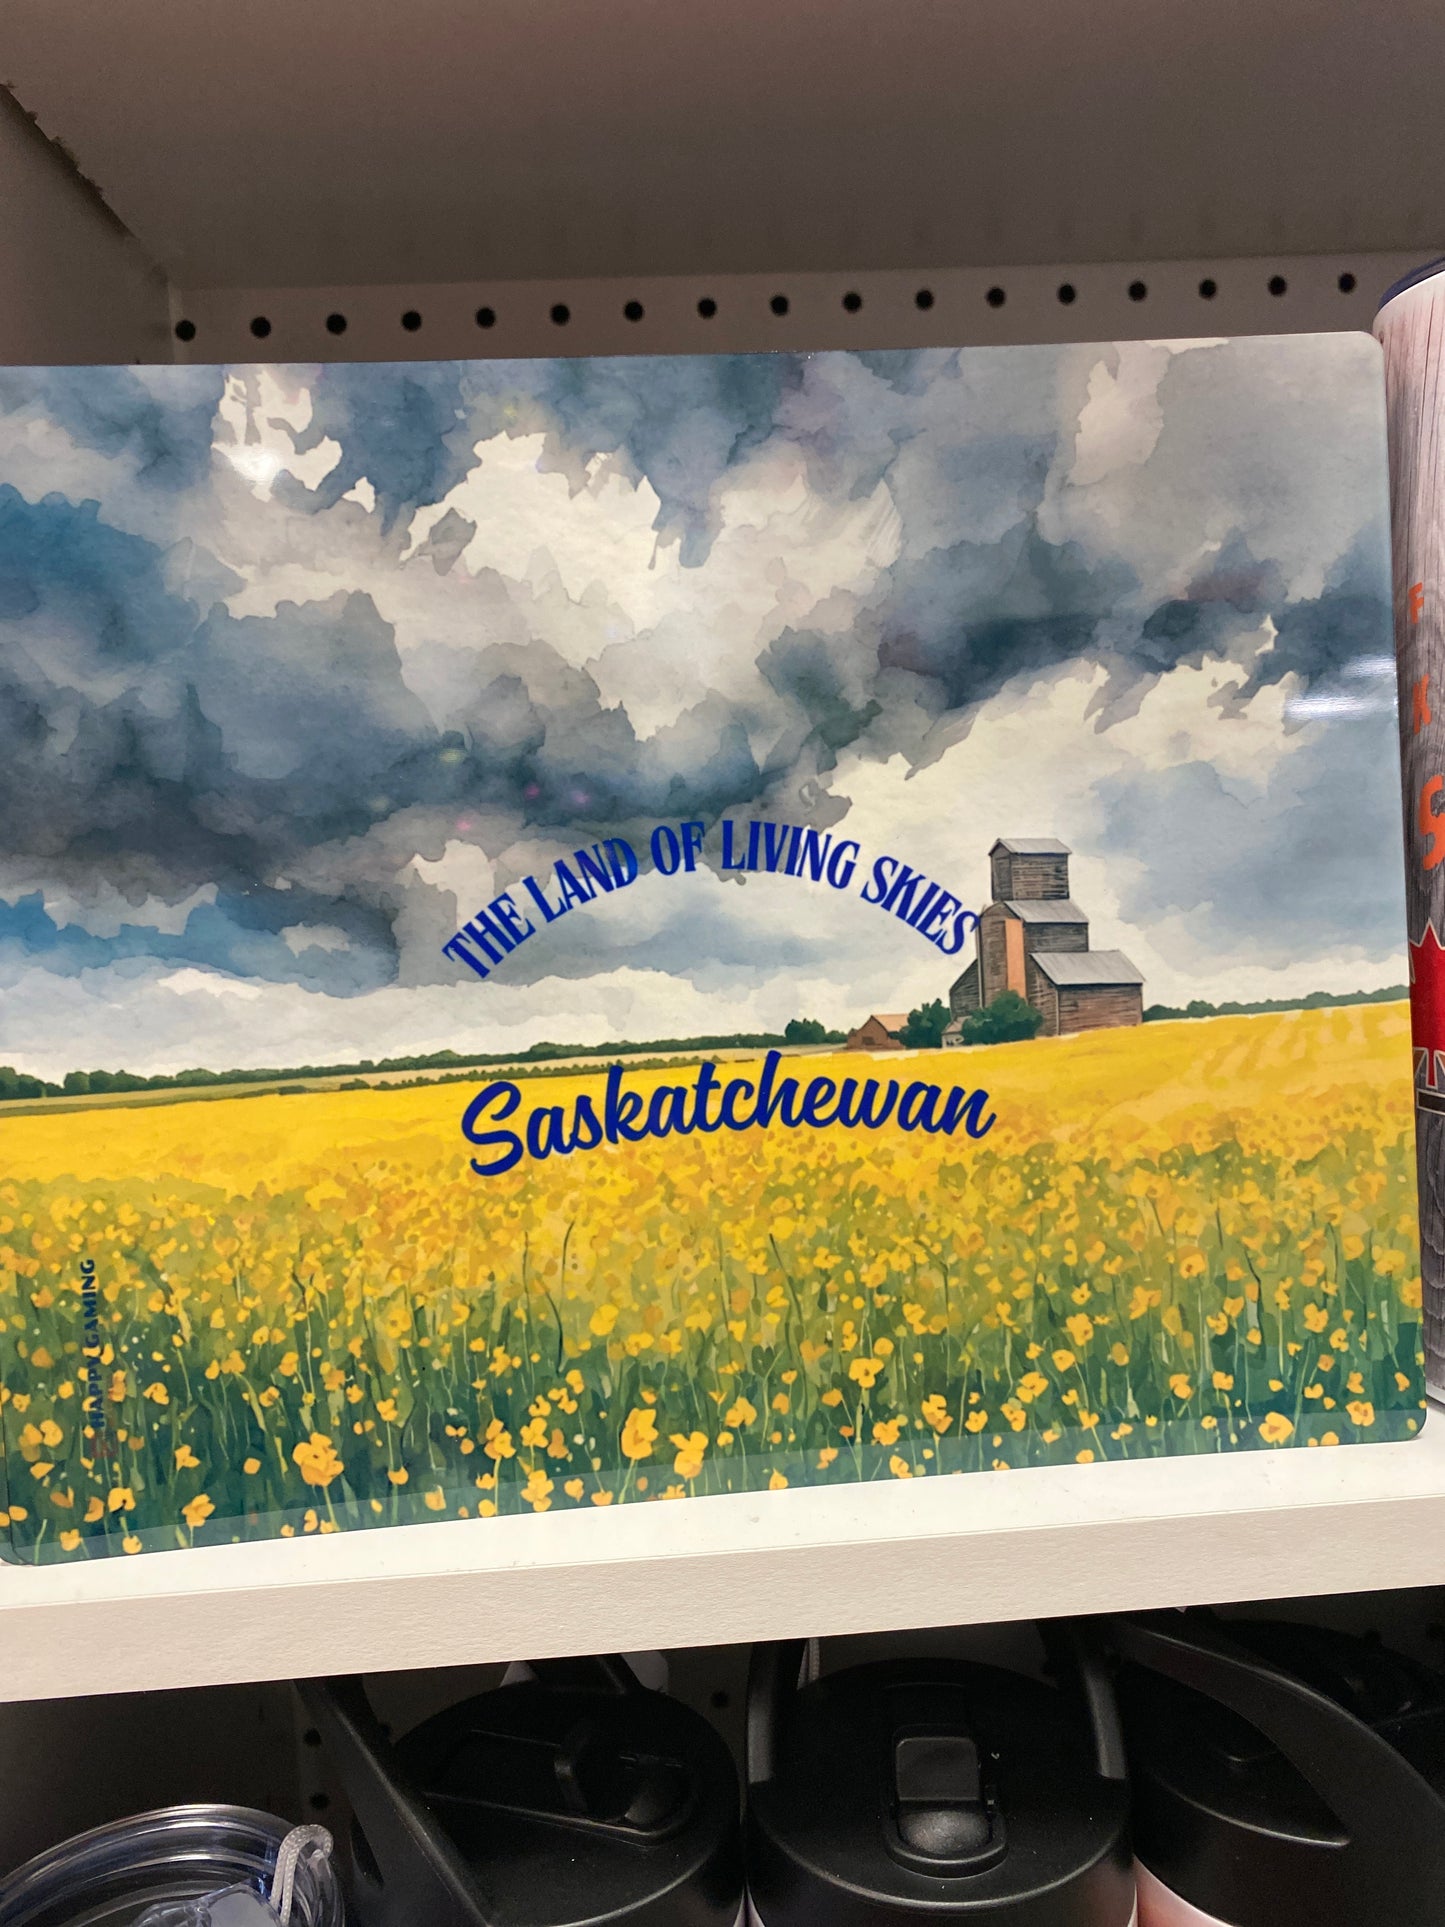 THE LAND OF LIVING SKIES
Saskatchewan
HAPPY GAMING